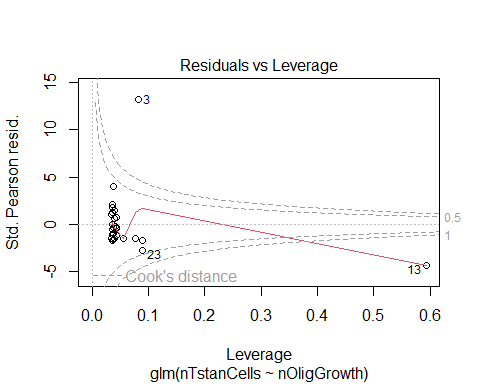 Residuals vs Leverage
Std. Pearson resid.
15
10
5
0
-5
3
23
13
0.5
1
Cook's distance
0.0 0.1 0.2 0.3 0.4 0.5 0.6
Leverage
glm(nTstanCells ~ nOligGrowth)